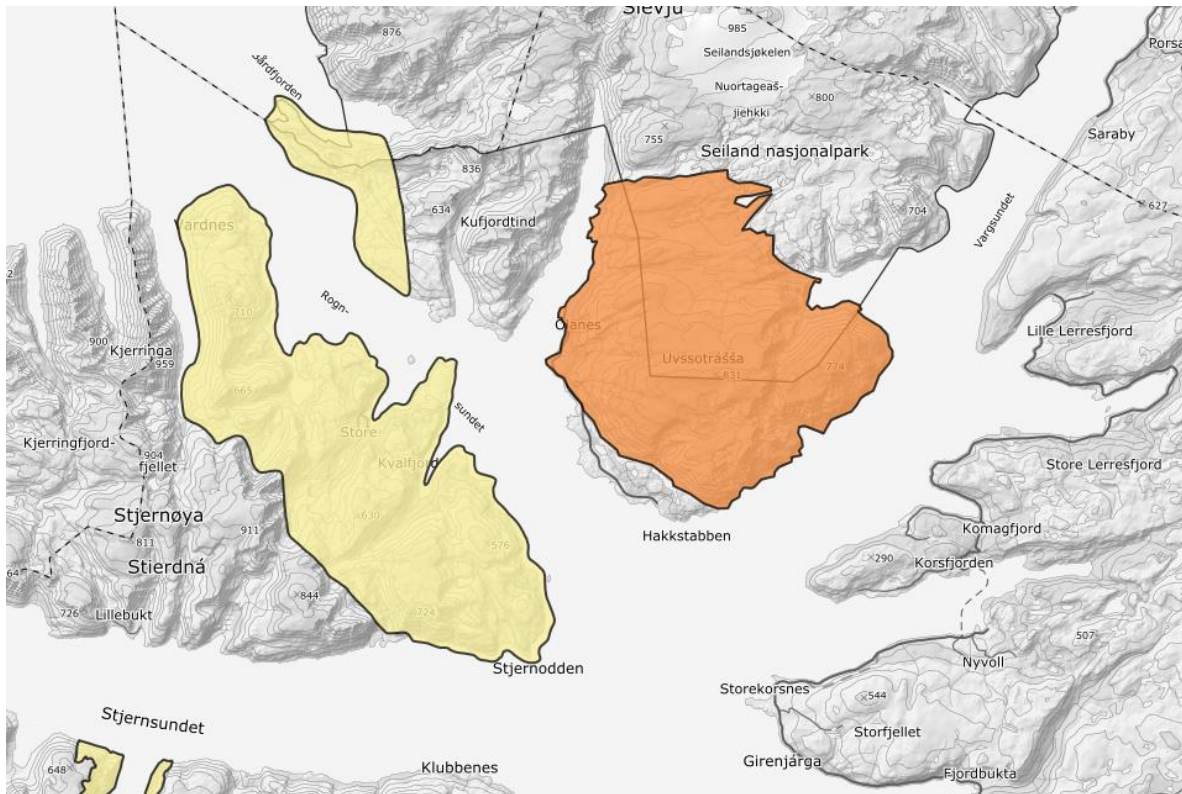 Sievju
876
985
Seilandsjøkelen
Porsa
Nuortageaš-
jiehkki
800
755
Saraby
Seiland nasjonalpark
836
634
Kufjordtind
704
627
Vargsundet
Vardnes
Rogn-
710
Ølanes
900
Kjerringa
959
Uvssotrášša
831
774
Lille Lerresfjord
665
sundet
Store
Kvalfjord
Kjerringfjord-
fjellet
904
Store Lerresfjord
Stjernøya
630
911
811
576
Hakkstabben
Komagfjord
290
Korsfjorden
Stierdná
64
844
726
Lillebukt
724
507
Nyvoll
Stjernodden
Storekorsnes
544
Stjernsundet
Storfjellet
648
Klubbenes
Girenjárga
Fjordbukta